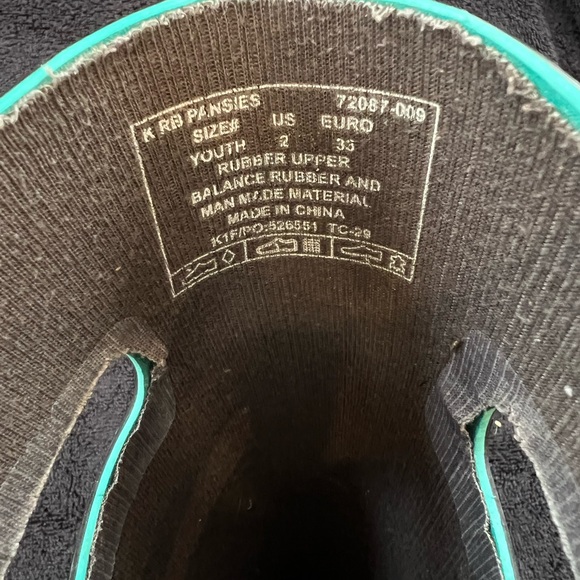 K RB PANSIES 72087-009
SIZE# US EURO
YOUTH 2 33
RUBBER UPPER
BALANCE RUBBER AND
MAN MADE MATERIAL
MADE IN CHINA
K1F/PO:526551 TC-29